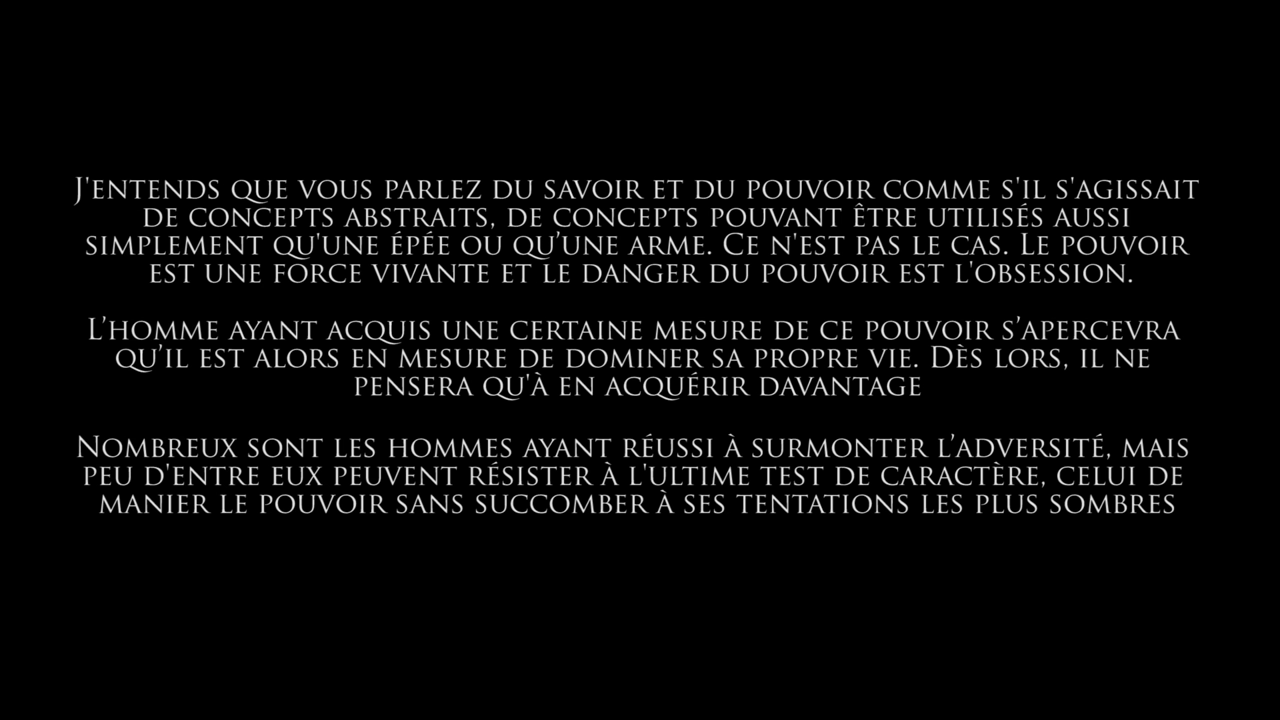 J'entends que vous parlez du savoir et du pouvoir comme s'il s'agissait
de concepts abstraits, de concepts pouvant être utilisés aussi
simplement qu'une épée ou qu’une arme. Ce n'est pas le cas. Le pouvoir
est une force vivante et le danger du pouvoir est l'obsession.
L’homme ayant acquis une certaine mesure de ce pouvoir s’apercevra
qu’il est alors en mesure de dominer sa propre vie. Dès lors, il ne
pensera qu'à en acquérir davantage
Nombreux sont les hommes ayant réussi à surmonter l’adversité, mais
peu d'entre eux peuvent résister à l'ultime test de caractère, celui de
manier le pouvoir sans succomber à ses tentations les plus sombres